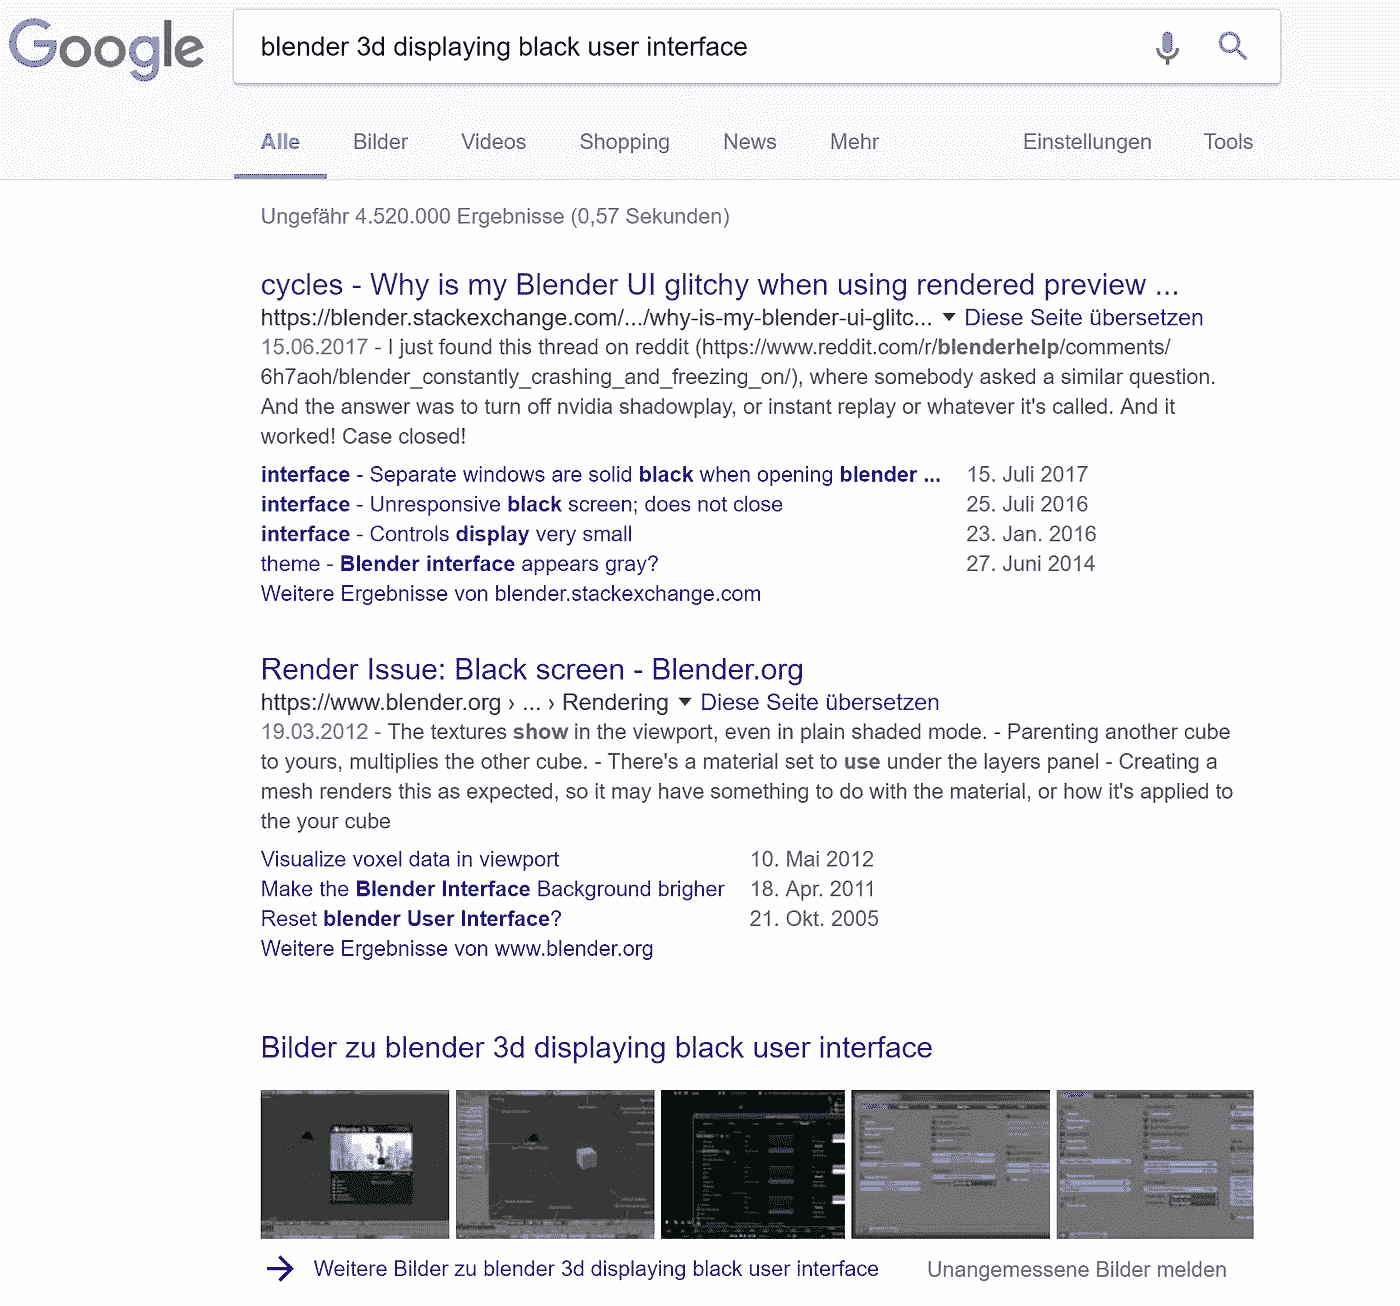 Google
blender 3d displaying black user interface
Alle Bilder Videos Shopping News Mehr Einstellungen Tools
Ungefähr 4.520.000 Ergebnisse (0,57 Sekunden)
cycles - Why is my Blender UI glitchy when using rendered preview ...
https://blender.stackexchange.com/.../why-is-my-blender-ui-glitc... ▼ Diese Seite übersetzen
15.06.2017 - I just found this thread on reddit (https://www.reddit.com/r/blenderhelp/comments/
6h7aoh/blender_constantly_crashing_and_freezing_on/), where somebody asked a similar question.
And the answer was to turn off nvidia shadowplay, or instant replay or whatever it's called. And it
worked! Case closed!
interface - Separate windows are solid black when opening blender ... 15. Juli 2017
interface - Unresponsive black screen; does not close 25. Juli 2016
interface - Controls display very small 23. Jan. 2016
theme - Blender interface appears gray? 27. Juni 2014
Weitere Ergebnisse von blender.stackexchange.com
Render Issue: Black screen - Blender.org
https://www.blender.org › ... › Rendering ▼ Diese Seite übersetzen
19.03.2012 - The textures show in the viewport, even in plain shaded mode. - Parenting another cube
to yours, multiplies the other cube. - There's a material set to use under the layers panel - Creating a
mesh renders this as expected, so it may have something to do with the material, or how it's applied to
the your cube
Visualize voxel data in viewport 10. Mai 2012
Make the Blender Interface Background brigher 18. Apr. 2011
Reset blender User Interface? 21. Okt. 2005
Weitere Ergebnisse von www.blender.org
Bilder zu blender 3d displaying black user interface
→ Weitere Bilder zu blender 3d displaying black user interface Unangemessene Bilder melden